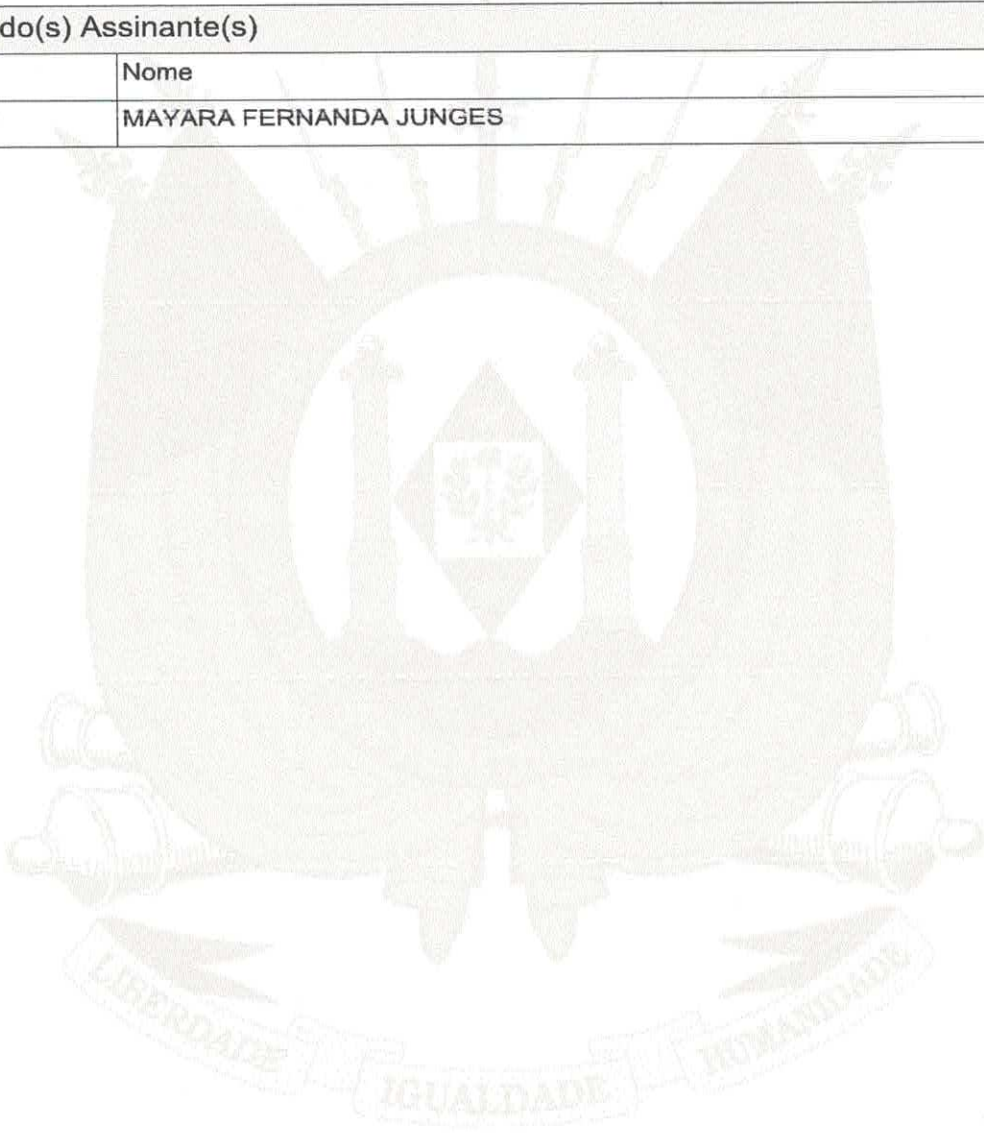 do(s) Assinante(s)
Nome
MAYARA FERNANDA JUNGES
LIBERDADE
IGUALDADE
HUMANIDADE